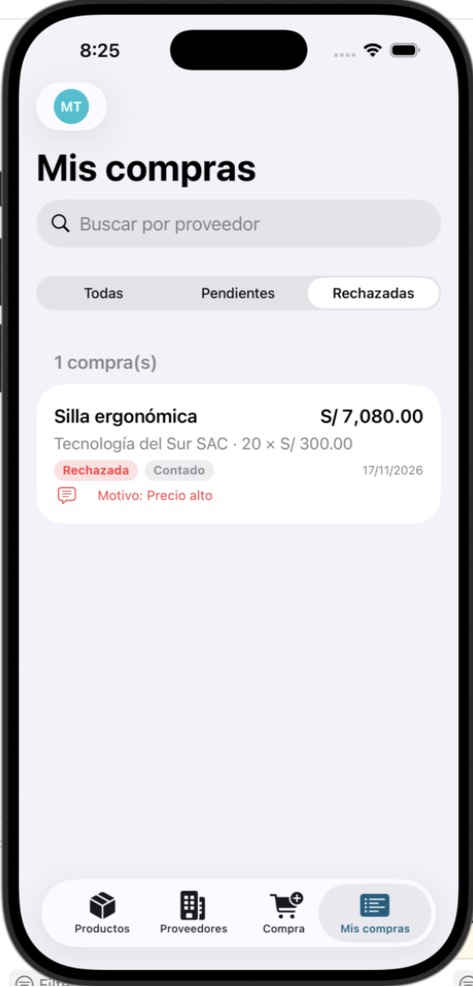 8:25
MT
Mis compras
Buscar por proveedor
Todas Pendientes Rechazadas
1 compra(s)
Silla ergonómica S/ 7,080.00
Tecnología del Sur SAC · 20 × S/ 300.00
Rechazada Contado 17/11/2026
Motivo: Precio alto
Productos Proveedores Compra Mis compras